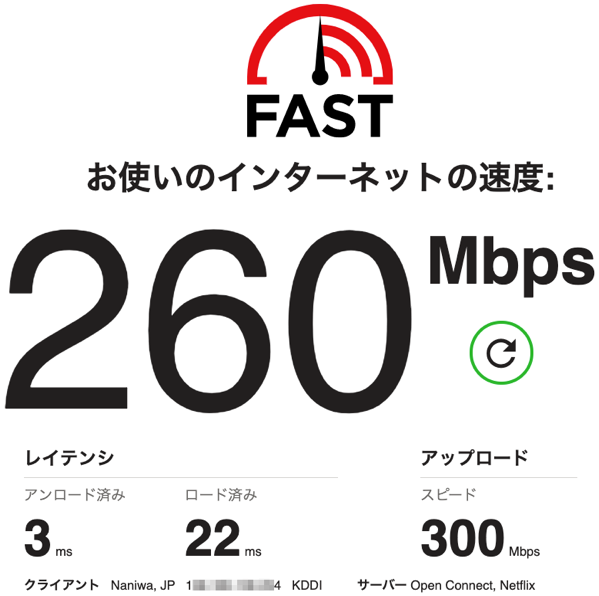 FAST
お使いのインターネットの速度:
260 Mbps
レイテンシ アップロード
アンロード済み ロード済み スピード
3 ms 22 ms 300 Mbps
クライアント Naniwa, JP KDDI サーバー Open Connect, Netflix